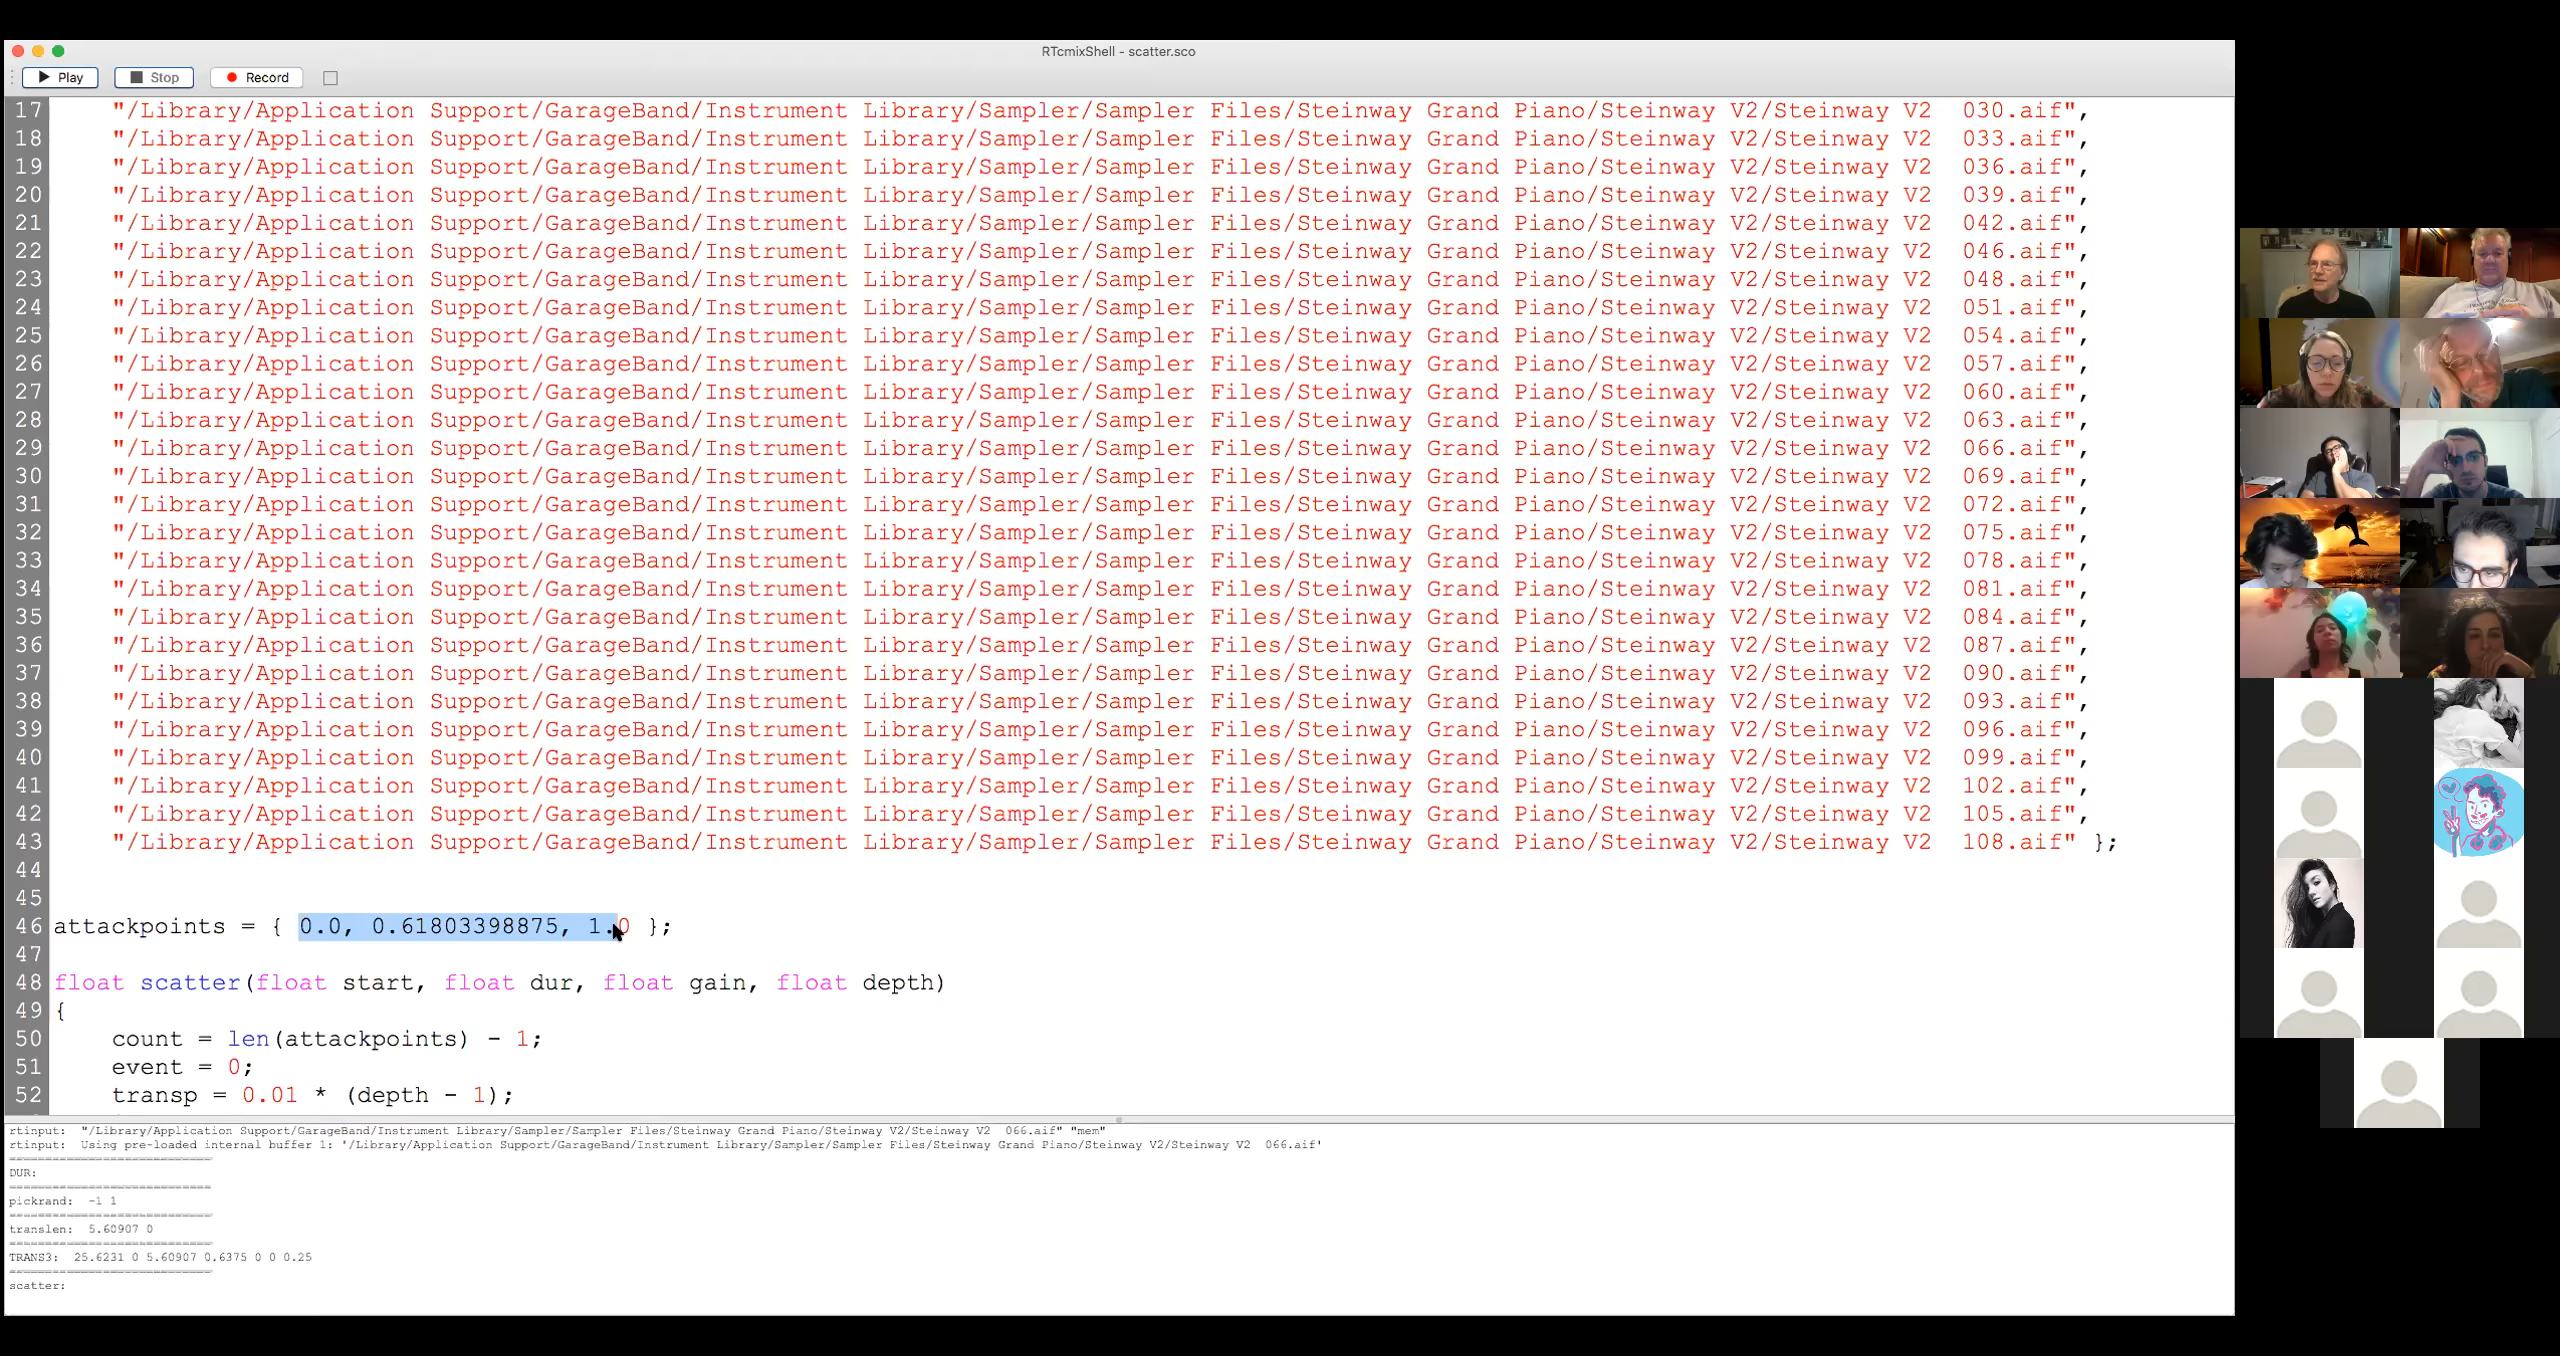 RTcmixShell - scatter.sco
Play Stop Record
17 "/Library/Application Support/GarageBand/Instrument Library/Sampler/Sampler Files/Steinway Grand Piano/Steinway V2/Steinway V2  030.aif",
18 "/Library/Application Support/GarageBand/Instrument Library/Sampler/Sampler Files/Steinway Grand Piano/Steinway V2/Steinway V2  033.aif",
19 "/Library/Application Support/GarageBand/Instrument Library/Sampler/Sampler Files/Steinway Grand Piano/Steinway V2/Steinway V2  036.aif",
20 "/Library/Application Support/GarageBand/Instrument Library/Sampler/Sampler Files/Steinway Grand Piano/Steinway V2/Steinway V2  039.aif",
21 "/Library/Application Support/GarageBand/Instrument Library/Sampler/Sampler Files/Steinway Grand Piano/Steinway V2/Steinway V2  042.aif",
22 "/Library/Application Support/GarageBand/Instrument Library/Sampler/Sampler Files/Steinway Grand Piano/Steinway V2/Steinway V2  046.aif",
23 "/Library/Application Support/GarageBand/Instrument Library/Sampler/Sampler Files/Steinway Grand Piano/Steinway V2/Steinway V2  048.aif",
24 "/Library/Application Support/GarageBand/Instrument Library/Sampler/Sampler Files/Steinway Grand Piano/Steinway V2/Steinway V2  051.aif",
25 "/Library/Application Support/GarageBand/Instrument Library/Sampler/Sampler Files/Steinway Grand Piano/Steinway V2/Steinway V2  054.aif",
26 "/Library/Application Support/GarageBand/Instrument Library/Sampler/Sampler Files/Steinway Grand Piano/Steinway V2/Steinway V2  057.aif",
27 "/Library/Application Support/GarageBand/Instrument Library/Sampler/Sampler Files/Steinway Grand Piano/Steinway V2/Steinway V2  060.aif",
28 "/Library/Application Support/GarageBand/Instrument Library/Sampler/Sampler Files/Steinway Grand Piano/Steinway V2/Steinway V2  063.aif",
29 "/Library/Application Support/GarageBand/Instrument Library/Sampler/Sampler Files/Steinway Grand Piano/Steinway V2/Steinway V2  066.aif",
30 "/Library/Application Support/GarageBand/Instrument Library/Sampler/Sampler Files/Steinway Grand Piano/Steinway V2/Steinway V2  069.aif",
31 "/Library/Application Support/GarageBand/Instrument Library/Sampler/Sampler Files/Steinway Grand Piano/Steinway V2/Steinway V2  072.aif",
32 "/Library/Application Support/GarageBand/Instrument Library/Sampler/Sampler Files/Steinway Grand Piano/Steinway V2/Steinway V2  075.aif",
33 "/Library/Application Support/GarageBand/Instrument Library/Sampler/Sampler Files/Steinway Grand Piano/Steinway V2/Steinway V2  078.aif",
34 "/Library/Application Support/GarageBand/Instrument Library/Sampler/Sampler Files/Steinway Grand Piano/Steinway V2/Steinway V2  081.aif",
35 "/Library/Application Support/GarageBand/Instrument Library/Sampler/Sampler Files/Steinway Grand Piano/Steinway V2/Steinway V2  084.aif",
36 "/Library/Application Support/GarageBand/Instrument Library/Sampler/Sampler Files/Steinway Grand Piano/Steinway V2/Steinway V2  087.aif",
37 "/Library/Application Support/GarageBand/Instrument Library/Sampler/Sampler Files/Steinway Grand Piano/Steinway V2/Steinway V2  090.aif",
38 "/Library/Application Support/GarageBand/Instrument Library/Sampler/Sampler Files/Steinway Grand Piano/Steinway V2/Steinway V2  093.aif",
39 "/Library/Application Support/GarageBand/Instrument Library/Sampler/Sampler Files/Steinway Grand Piano/Steinway V2/Steinway V2  096.aif",
40 "/Library/Application Support/GarageBand/Instrument Library/Sampler/Sampler Files/Steinway Grand Piano/Steinway V2/Steinway V2  099.aif",
41 "/Library/Application Support/GarageBand/Instrument Library/Sampler/Sampler Files/Steinway Grand Piano/Steinway V2/Steinway V2  102.aif",
42 "/Library/Application Support/GarageBand/Instrument Library/Sampler/Sampler Files/Steinway Grand Piano/Steinway V2/Steinway V2  105.aif",
43 "/Library/Application Support/GarageBand/Instrument Library/Sampler/Sampler Files/Steinway Grand Piano/Steinway V2/Steinway V2  108.aif" };
44
45
46 attackpoints = { 0.0, 0.61803398875, 1.0 };
47
48 float scatter(float start, float dur, float gain, float depth)
49 {
50 count = len(attackpoints) - 1;
51 event = 0;
52 transp = 0.01 * (depth - 1);
rtinput:  "/Library/Application Support/GarageBand/Instrument Library/Sampler/Sampler Files/Steinway Grand Piano/Steinway V2/Steinway V2  066.aif" "mem"
rtinput:  Using pre-loaded internal buffer 1: '/Library/Application Support/GarageBand/Instrument Library/Sampler/Sampler Files/Steinway Grand Piano/Steinway V2/Steinway V2  066.aif'
============================
DUR:
============================
pickrand:  -1 1
============================
translen:  5.60907 0
============================
TRANS3:  25.6231 0 5.60907 0.6375 0 0 0.25
============================
scatter: